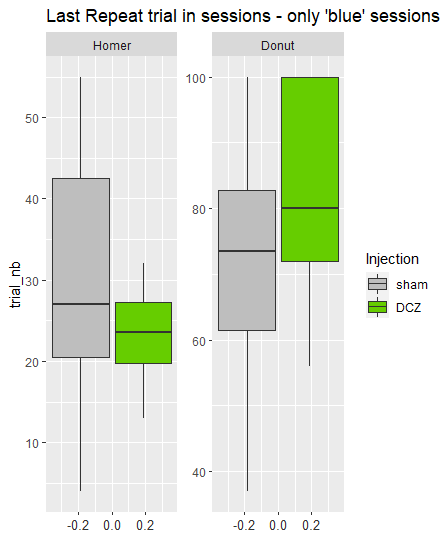 Last Repeat trial in sessions - only 'blue' sessions
Homer
Donut
50
40
30
20
10
100
80
60
40
trial_nb
-0.2 0.0 0.2
-0.2 0.0 0.2
Injection
sham
DCZ